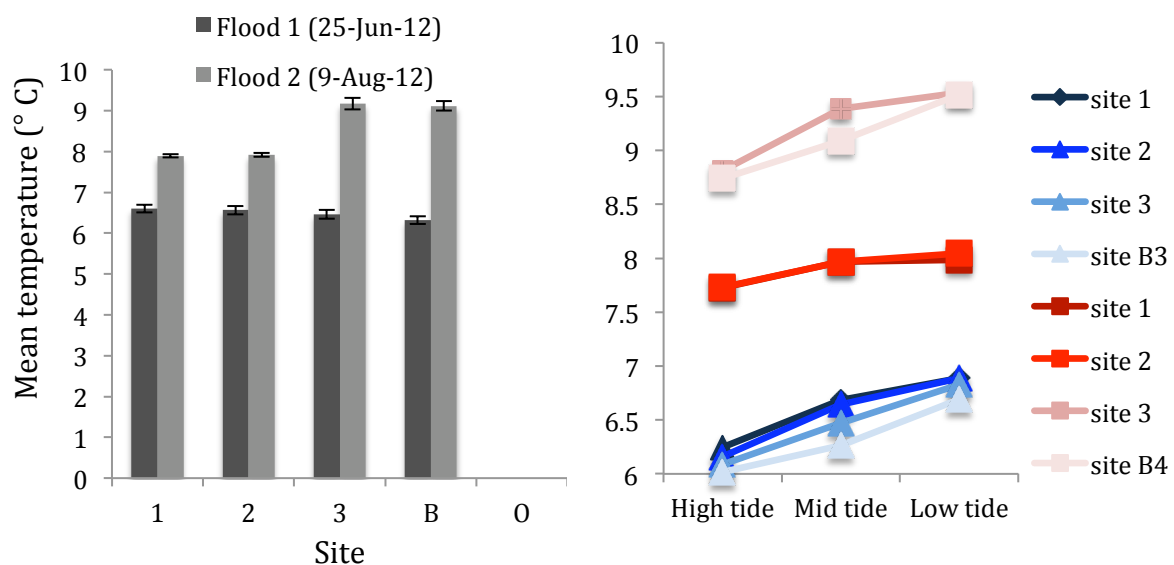 Flood 1 (25-Jun-12)
Flood 2 (9-Aug-12)
Mean temperature (° C)
10
9
8
7
6
5
4
3
2
1
0
1 2 3 B O
Site
10
9.5
9
8.5
8
7.5
7
6.5
6
High tide Mid tide Low tide
site 1
site 2
site 3
site B3
site 1
site 2
site 3
site B4